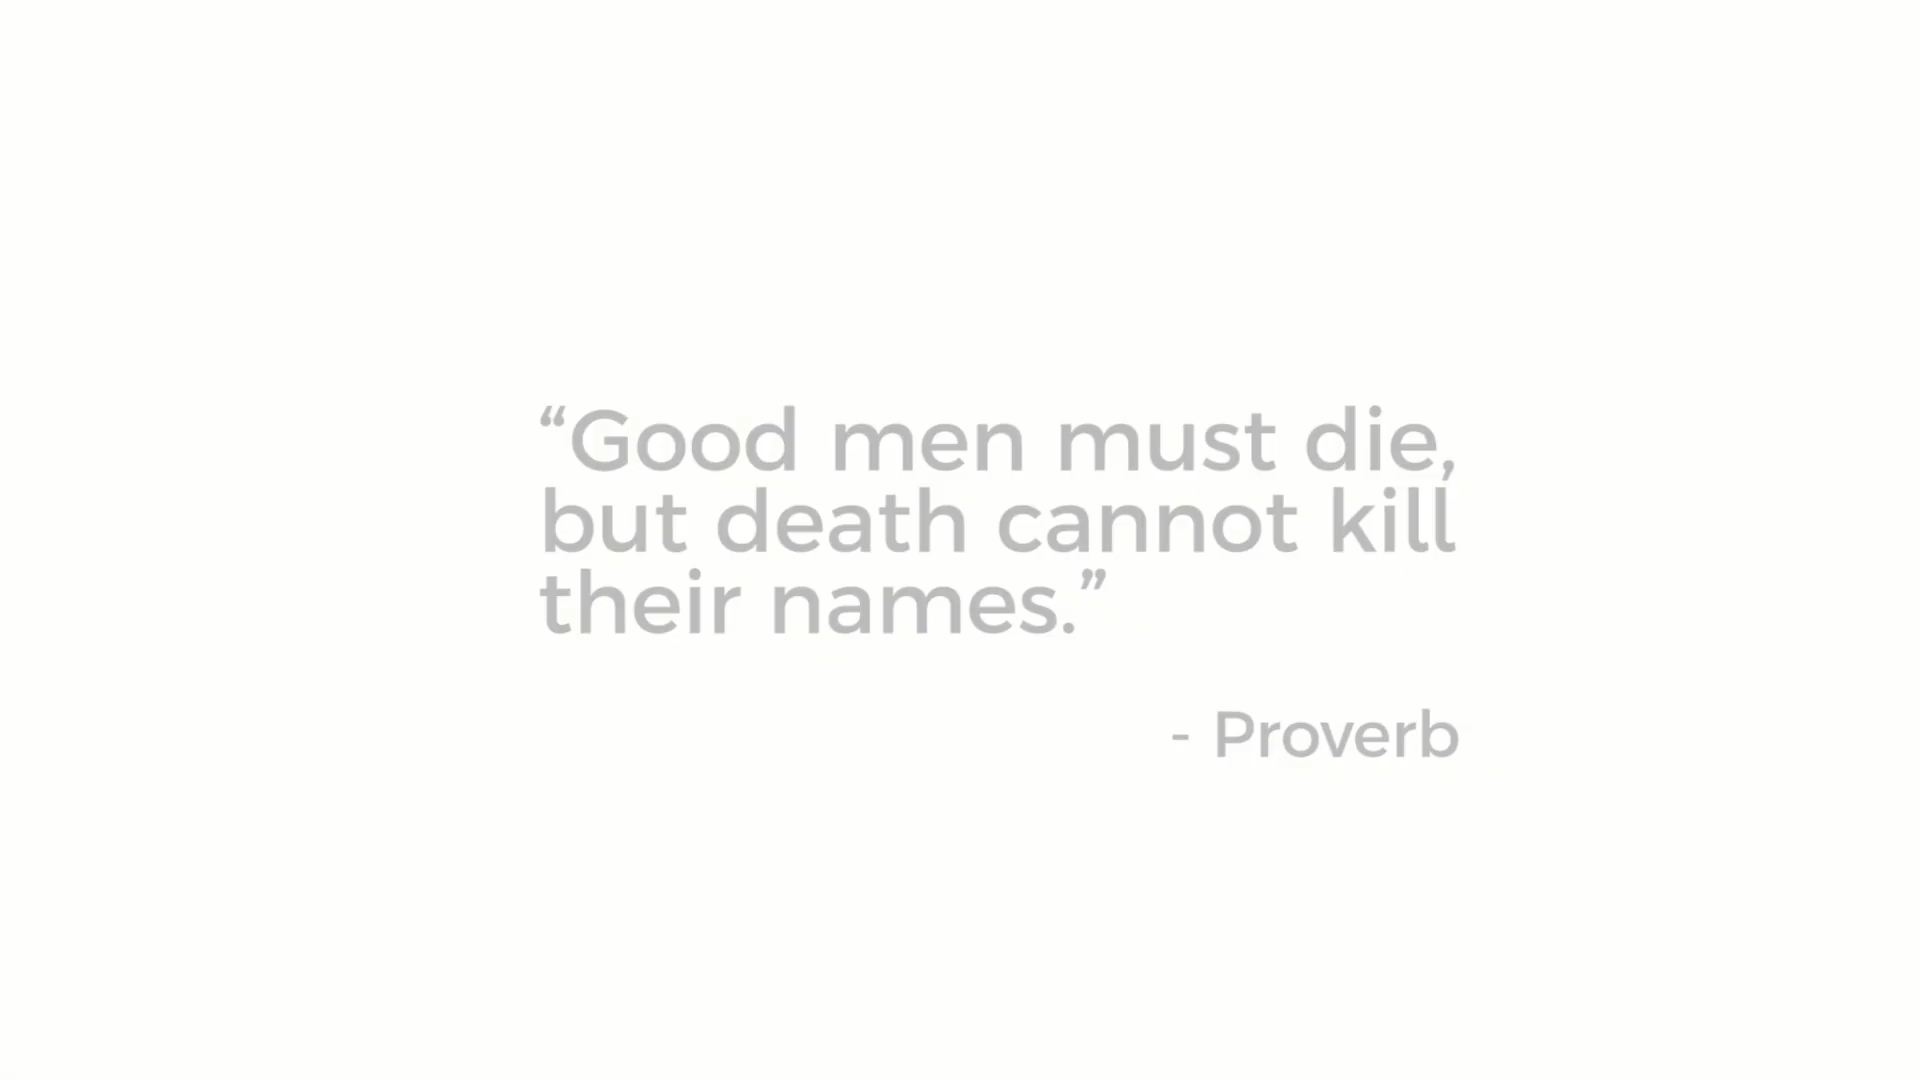 “Good men must die,
but death cannot kill
their names.”
- Proverb